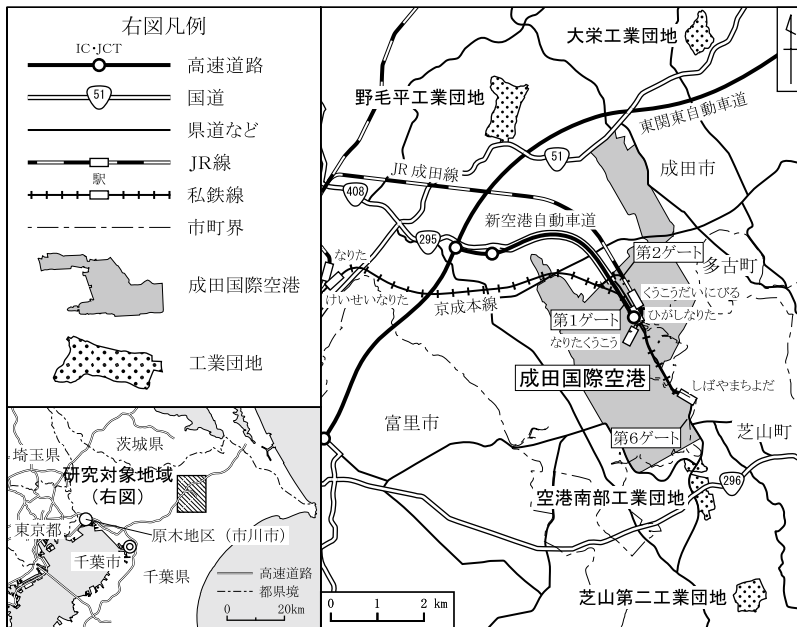 右図凡例
IC・JCT
高速道路
51
国道
県道など
JR線
駅
私鉄線
市町界
成田国際空港
工業団地
茨城県
埼玉県
研究対象地域
(右図)
東京都
原木地区(市川市)
千葉市
千葉県
高速道路
都県境
0 20km
大栄工業団地
野毛平工業団地
東関東自動車道
51
成田市
JR成田線
408
新空港自動車道
295
第2ゲート
多古町
なりた
くうこうだいにびる
けいせいなりた
京成本線
第1ゲート
ひがしなりた
なりたくうこう
成田国際空港
しばやまちよだ
富里市
第6ゲート
芝山町
296
空港南部工業団地
芝山第二工業団地
0 1 2 km